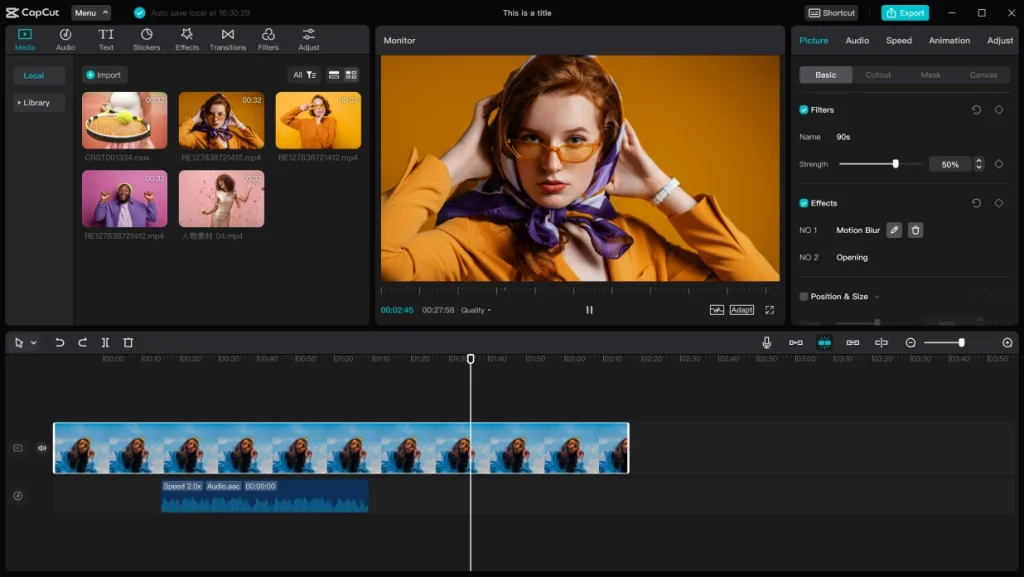 CapCut
Menu
Auto save local at 16:30:29
This is a title
Shortcut
Export
Media
Audio
Text
Stickers
Effects
Transitions
Filters
Adjust
Local
Library
Import
All
00:32
CRST001334.mov
00:32
RE127838721412.mp4
00:32
RE127838721412.mp4
00:32
RE127838721412.mp4
00:32
人物素材 04.mp4
Monitor
00:02:45
00:27:58
Quality
Adapt
Picture
Audio
Speed
Animation
Adjust
Basic
Cutout
Mask
Canvas
Filters
Name
90s
Strength
50%
Effects
NO 1
Motion Blur
NO 2
Opening
Position & Size
Zoom
50%
00:00
00:10
00:20
00:30
00:40
00:50
01:00
01:10
01:20
01:30
01:40
01:50
02:00
02:10
02:20
02:30
02:40
02:50
03:00
03:10
03:20
03:30
03:40
03:50
Speed 2.0x
Audio.aac
00:00:00